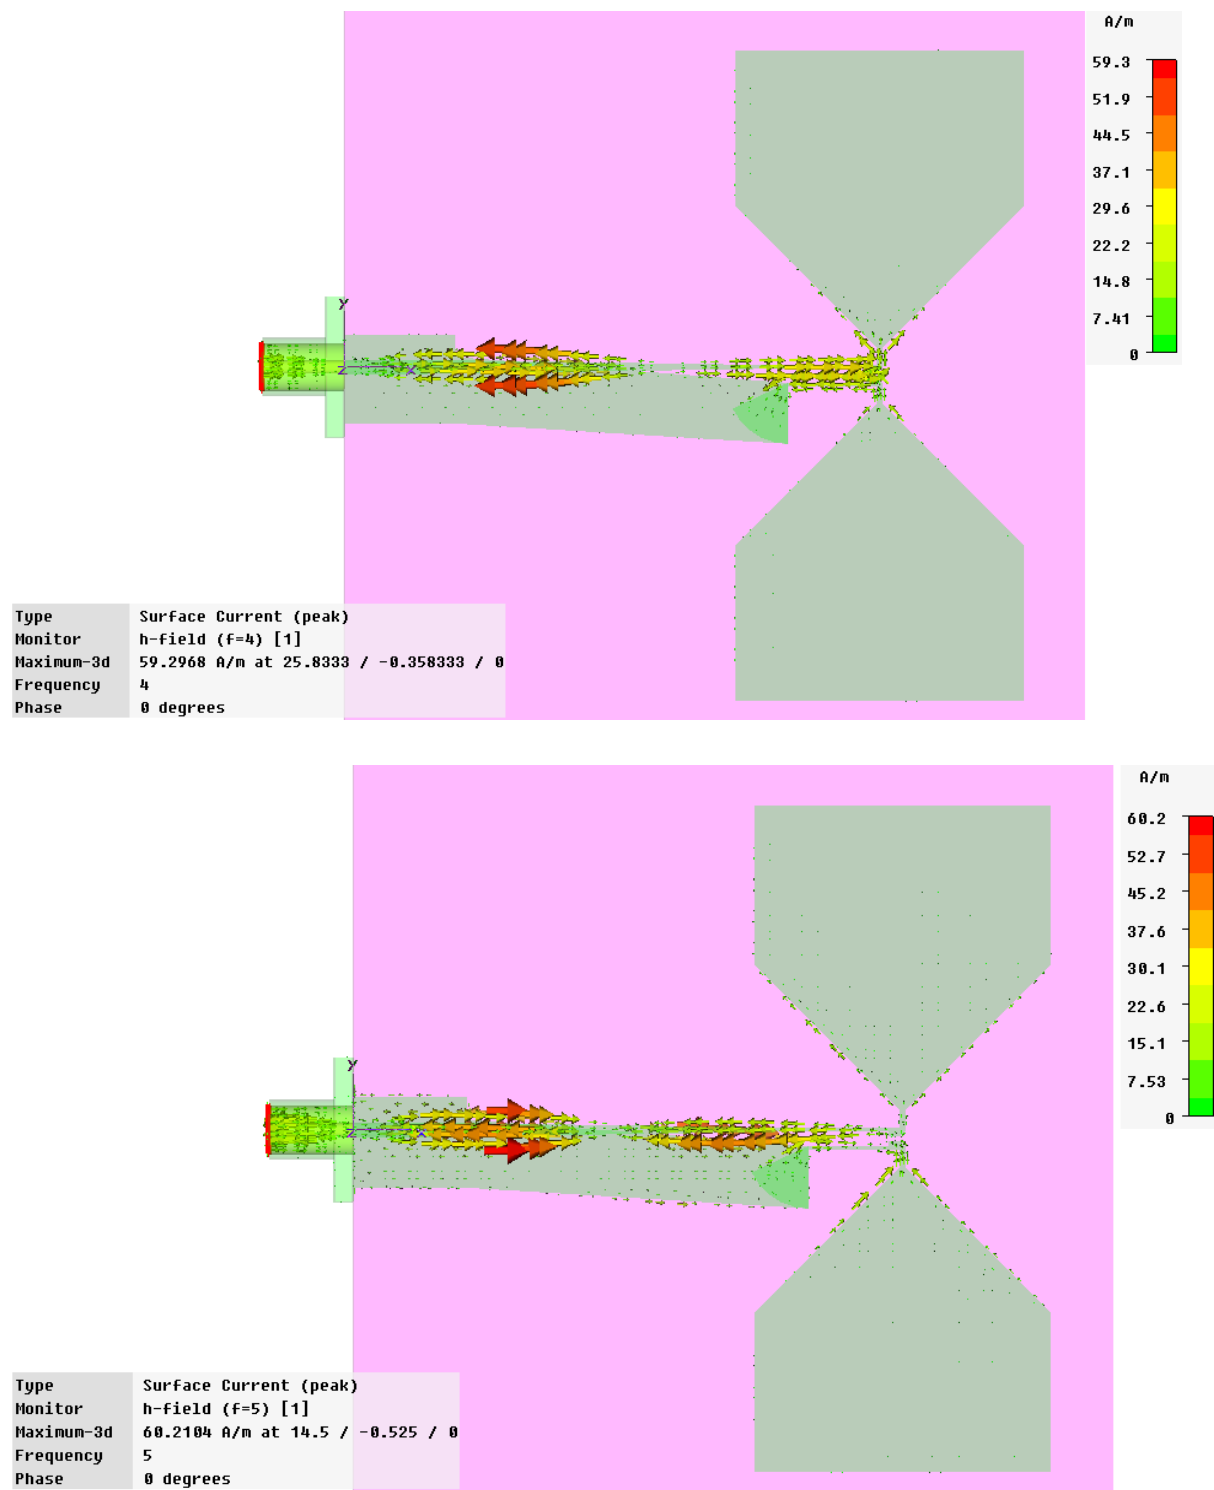 A/m
59.3
51.9
44.5
37.1
29.6
22.2
14.8
7.41
0
Y
Z X
Type Surface Current (peak)
Monitor h-field (f=4) [1]
Maximum-3d 59.2968 A/m at 25.8333 / -0.358333 / 0
Frequency 4
Phase 0 degrees
A/m
60.2
52.7
45.2
37.6
30.1
22.6
15.1
7.53
0
Y
Type Surface Current (peak)
Monitor h-field (f=5) [1]
Maximum-3d 60.2104 A/m at 14.5 / -0.525 / 0
Frequency 5
Phase 0 degrees